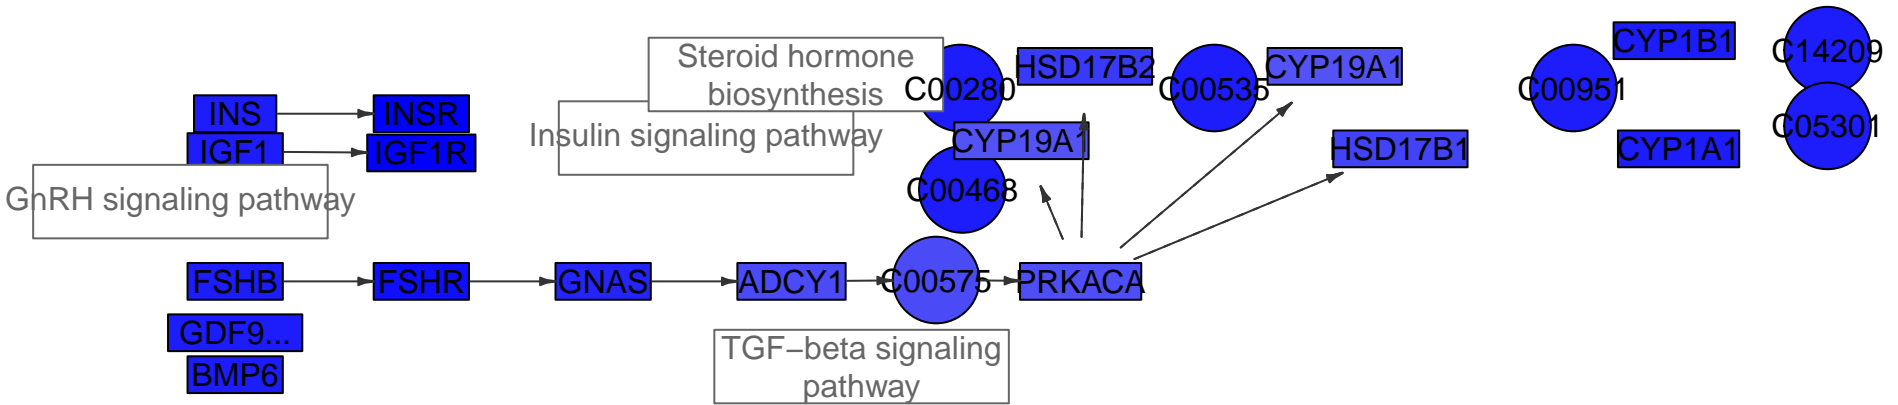 Steroid hormone
biosynthesis
C00280
HSD17B2
C00535
CYP19A1
C00951
CYP1B1
C14209
INS
INSR
Insulin signaling pathway
CYP19A1
HSD17B1
CYP1A1
C05301
IGF1
IGF1R
GnRH signaling pathway
C00468
FSHB
FSHR
GNAS
ADCY1
C00575
PRKACA
GDF9...
BMP6
TGF−beta signaling
pathway